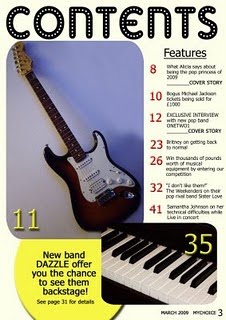 CONTENTS
Features
8 What Alicia says about
being the pop princess of
2009
COVER STORY
10 Bogus Michael Jackson
tickets being sold for
£1000
12 EXCLUSIVE INTERVIEW
with new pop band
ONETWO1
COVER STORY
23 Britney on getting back
to normal
26 Win thousands of pounds
worth of musical
equipment by entering our
competition
32 "I don't like them!"
The Weekenders on their
pop rival band Sister Love
41 Samantha Johnson on her
technical difficulties while
Live in concert
11
35
New band
DAZZLE offer
you the chance
to see them
backstage!
See page 31 for details
MARCH 2009 MYCHOICE 3